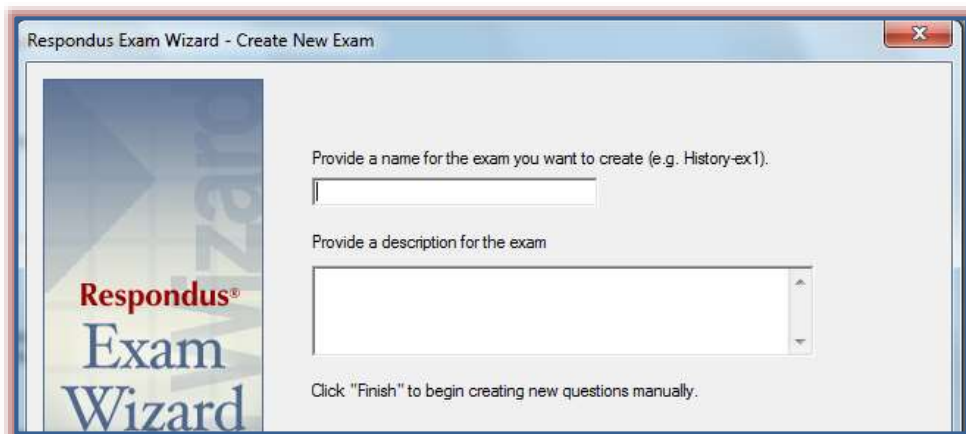 Respondus Exam Wizard - Create New Exam
Wizard
Provide a name for the exam you want to create (e.g. History-ex1).
Provide a description for the exam
Respondus®
Exam
Wizard
Click "Finish" to begin creating new questions manually.